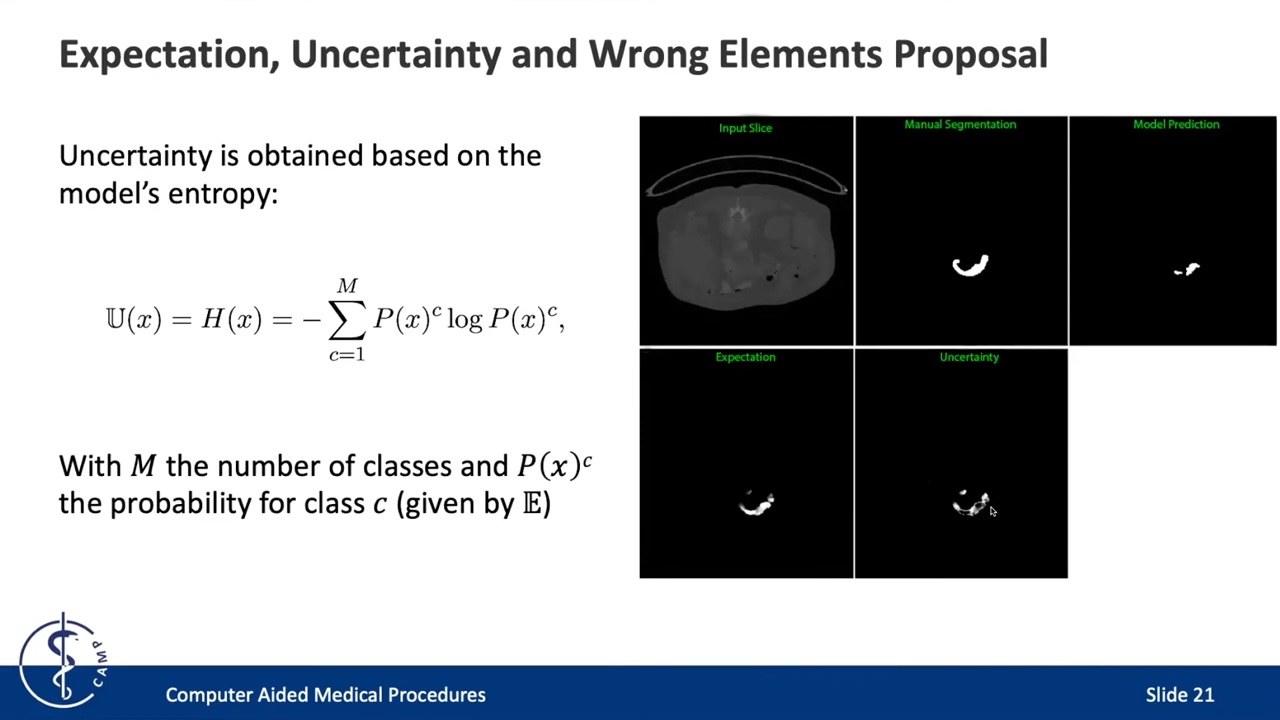 Expectation, Uncertainty and Wrong Elements Proposal
Uncertainty is obtained based on the
model's entropy:
𝕌(x) = H(x) = − ∑_{c=1}^{M} P(x)^c log P(x)^c,
With M the number of classes and P(x)^c
the probability for class c (given by 𝔼)
Input Slice
Manual Segmentation
Model Prediction
Expectation
Uncertainty
CAMP
Computer Aided Medical Procedures
Slide 21